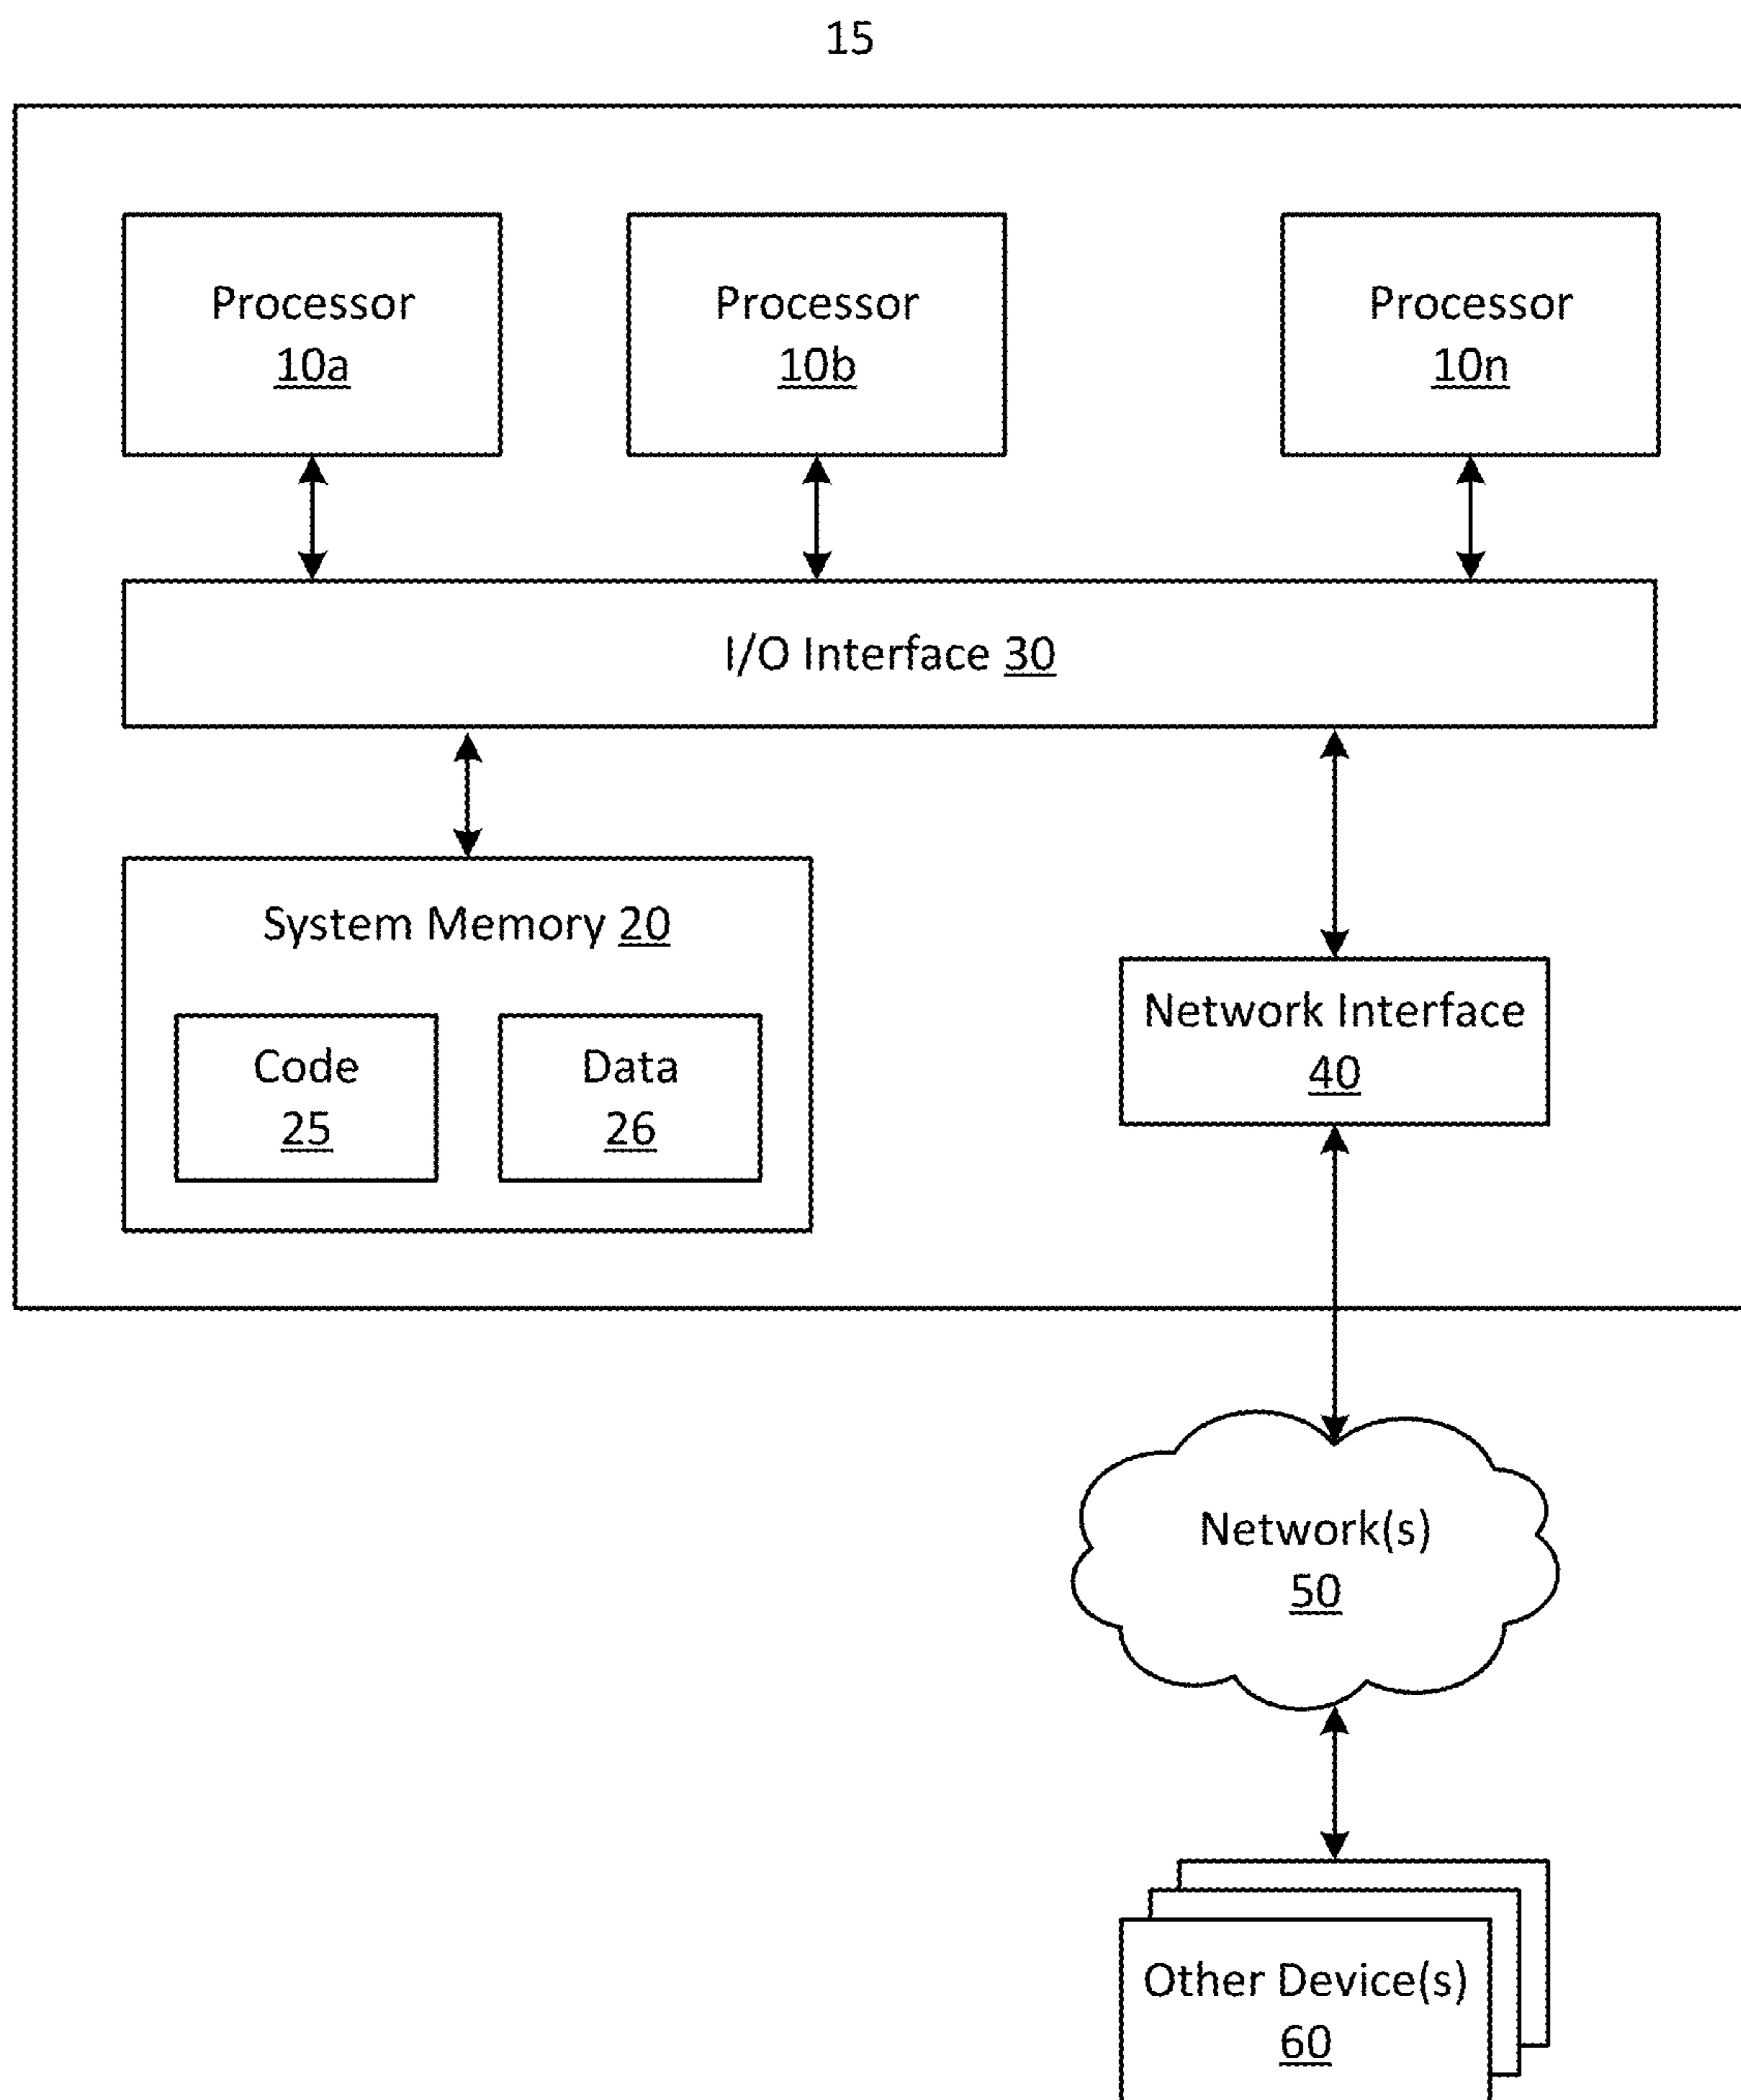 15
Processor
10a
Processor
10b
Processor
10n
I/O Interface 30
System Memory 20
Code
25
Data
26
Network Interface
40
Network(s)
50
Other Device(s)
60